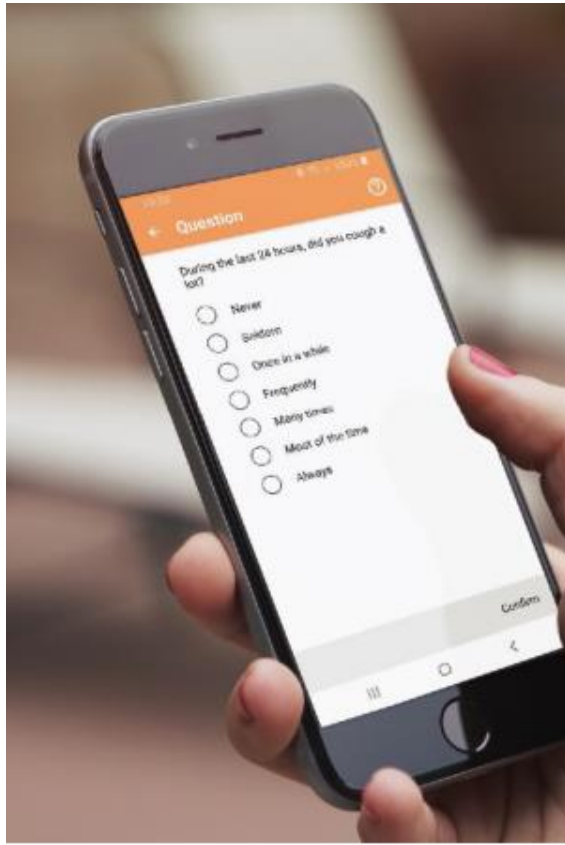 Question
During the last 24 hours, did you cough a
lot?
Never
Seldom
Once in a while
Frequently
Many times
Most of the time
Always
Confirm